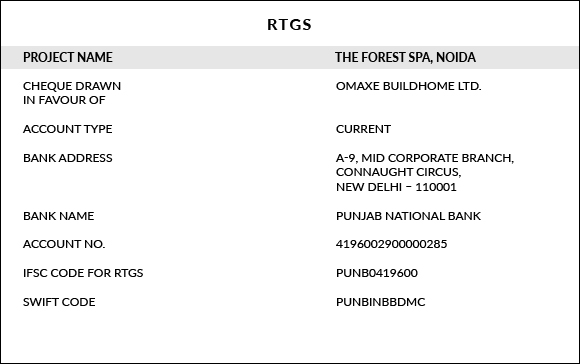 RTGS
PROJECT NAME THE FOREST SPA, NOIDA
CHEQUE DRAWN OMAXE BUILDHOME LTD.
IN FAVOUR OF
ACCOUNT TYPE CURRENT
BANK ADDRESS A-9, MID CORPORATE BRANCH,
CONNAUGHT CIRCUS,
NEW DELHI – 110001
BANK NAME PUNJAB NATIONAL BANK
ACCOUNT NO. 4196002900000285
IFSC CODE FOR RTGS PUNB0419600
SWIFT CODE PUNBINBBDMC